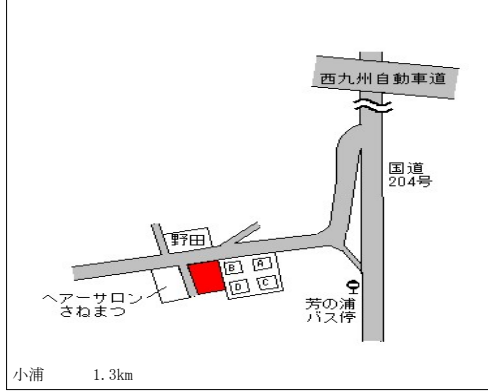 西九州自動車道
国道
204号
野田
B
A
D
C
ヘアーサロン
さねまつ
芳の浦
バス停
小浦 1.3km